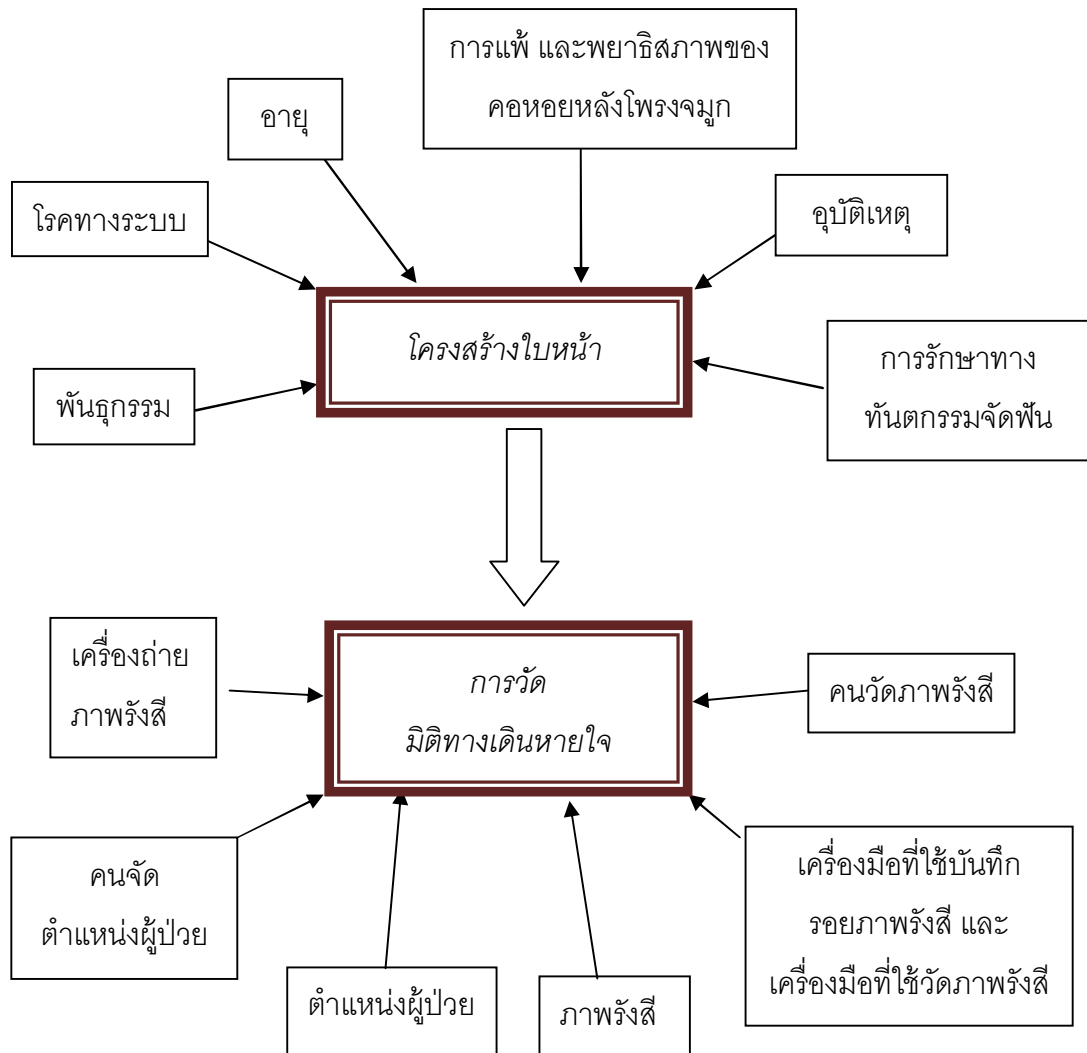 การแพ้ และพยาธิสภาพของ
คอหอยหลังโพรงจมูก
อายุ
โรคทางระบบ
อุบัติเหตุ
โครงสร้างใบหน้า
การรักษาทาง
ทันตกรรมจัดฟัน
พันธุกรรม
เครื่องถ่าย
ภาพรังสี
การวัด
มิติทางเดินหายใจ
คนวัดภาพรังสี
คนจัด
ตำแหน่งผู้ป่วย
เครื่องมือที่ใช้บันทึก
รอยภาพรังสี และ
เครื่องมือที่ใช้วัดภาพรังสี
ตำแหน่งผู้ป่วย
ภาพรังสี